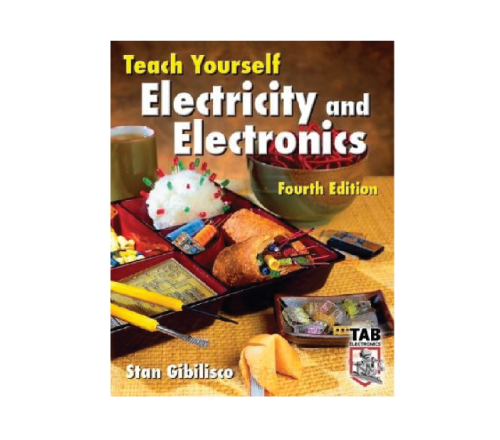 Teach Yourself
Electricity and
Electronics
Fourth Edition
TAB
ELECTRONICS
Stan Gibilisco